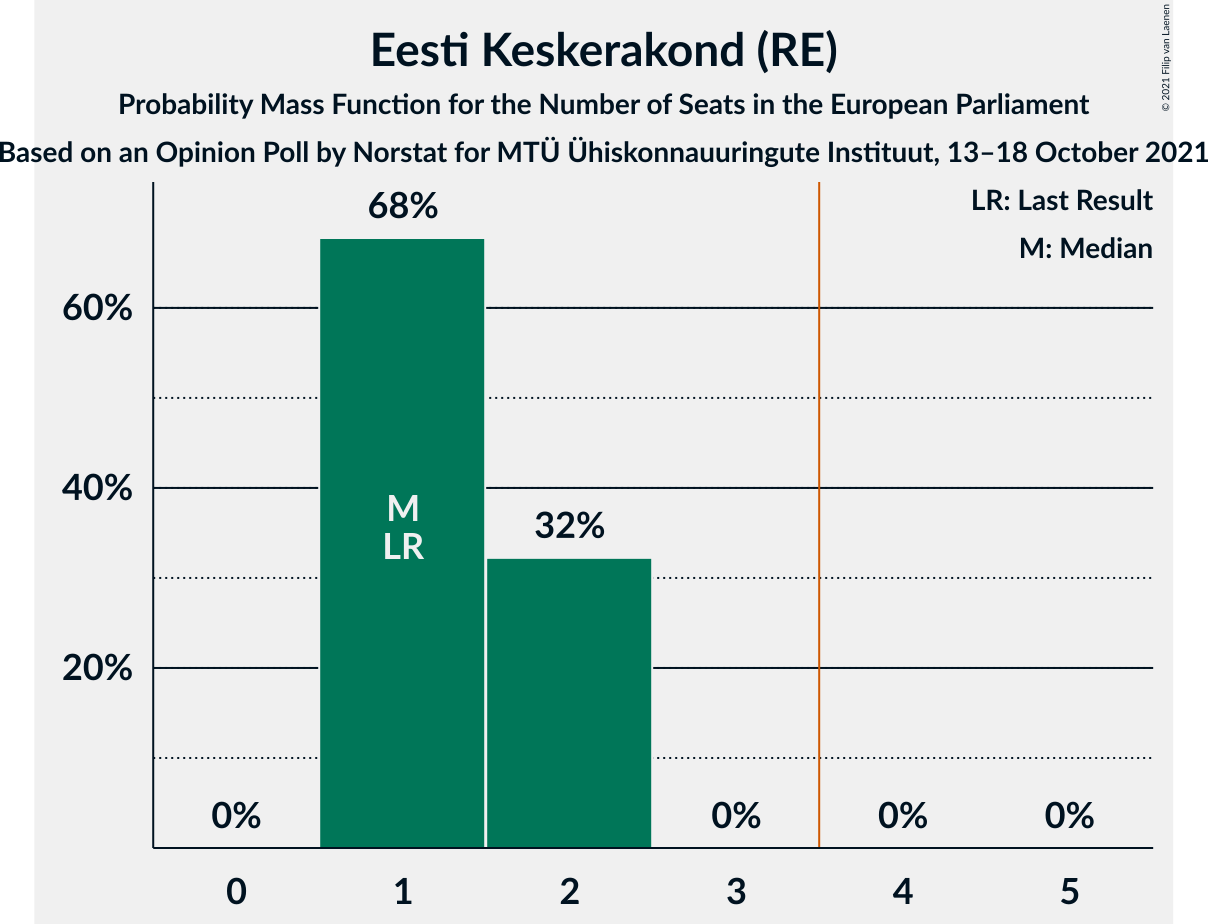 Eesti Keskerakond (RE)
Probability Mass Function for the Number of Seats in the European Parliament
Based on an Opinion Poll by Norstat for MTÜ Ühiskonnauuringute Instituut, 13–18 October 2021
© 2021 Filip van Laenen
LR: Last Result
M: Median
68%
60%
40%
M
LR
32%
20%
0%
0%
0%
0%
0
1
2
3
4
5